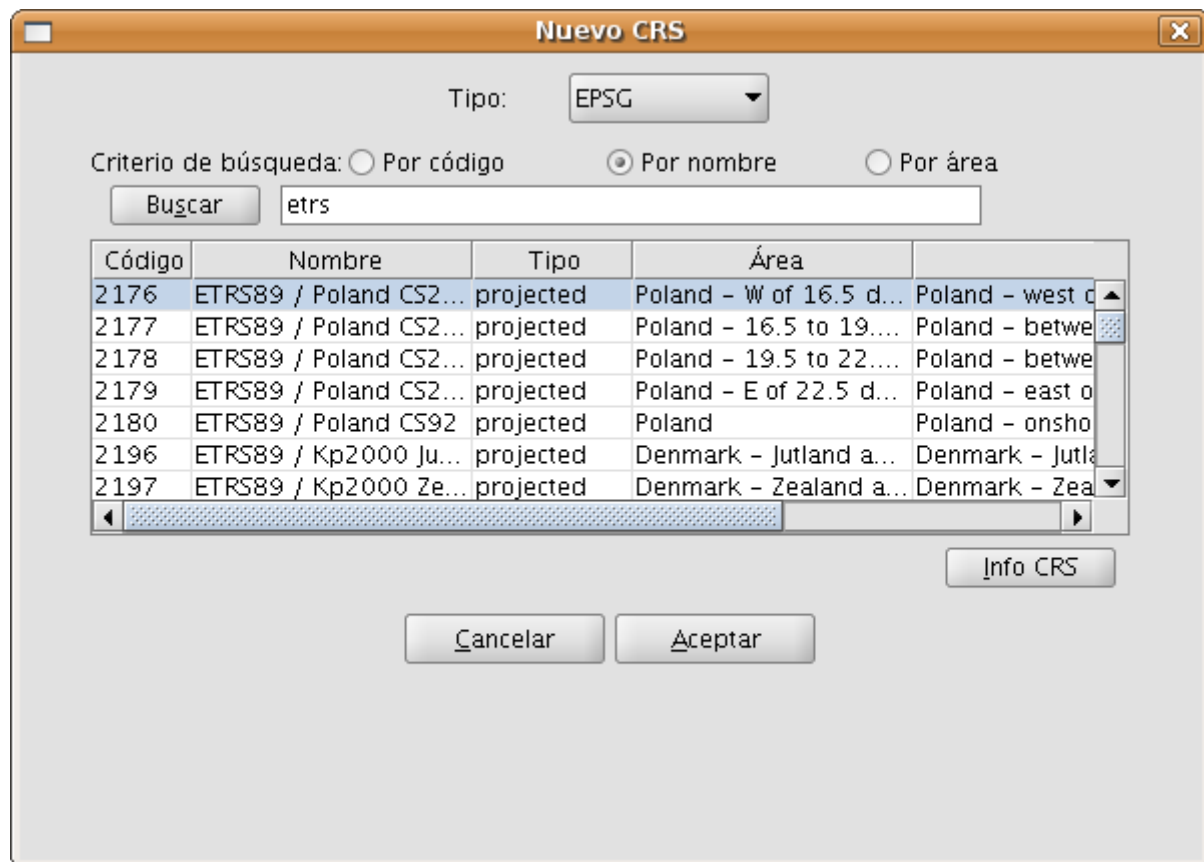 Nuevo CRS
Tipo: EPSG
Criterio de búsqueda: Por código Por nombre Por área
Buscar etrs
Código Nombre Tipo Área
2176 ETRS89 / Poland CS2... projected Poland - W of 16.5 d... Poland - west
2177 ETRS89 / Poland CS2... projected Poland - 16.5 to 19.... Poland - betwe
2178 ETRS89 / Poland CS2... projected Poland - 19.5 to 22.... Poland - betwe
2179 ETRS89 / Poland CS2... projected Poland - E of 22.5 d... Poland - east o
2180 ETRS89 / Poland CS92 projected Poland Poland - onsho
2196 ETRS89 / Kp2000 Ju... projected Denmark - Jutland a... Denmark - Jutla
2197 ETRS89 / Kp2000 Ze... projected Denmark - Zealand a... Denmark - Zea
Info CRS
Cancelar Aceptar